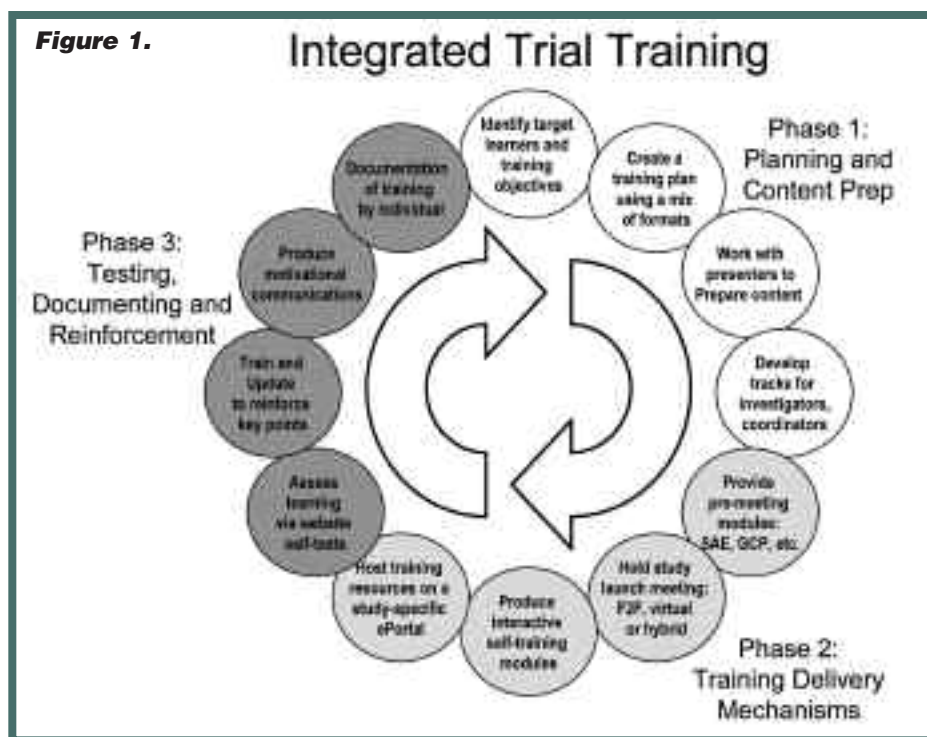 Figure 1.
Integrated Trial Training
Identify target
learners and
training
objectives
Create a
training plan
using a mix
of formats
Phase 1:
Planning and
Content Prep
Work with
presenters to
Prepare content
Develop
tracks for
investigators,
coordinators
Provide
pre-meeting
modules:
SAE, GCP, etc.
Hold study
launch meeting:
F2F, virtual
or hybrid
Phase 2:
Training Delivery
Mechanisms
Produce
interactive
self-training
modules
Host training
resources on a
study-specific
ePortal
Assess
learning
via website
self-tests
Train and
Update
to reinforce
key points
Phase 3:
Testing,
Documenting and
Reinforcement
Produce
motivational
communications
Documentation
of training
by individual